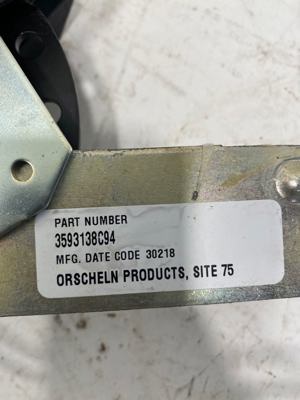 PART NUMBER
3593138C94
MFG. DATE CODE 30218
ORSCHELN PRODUCTS, SITE 75